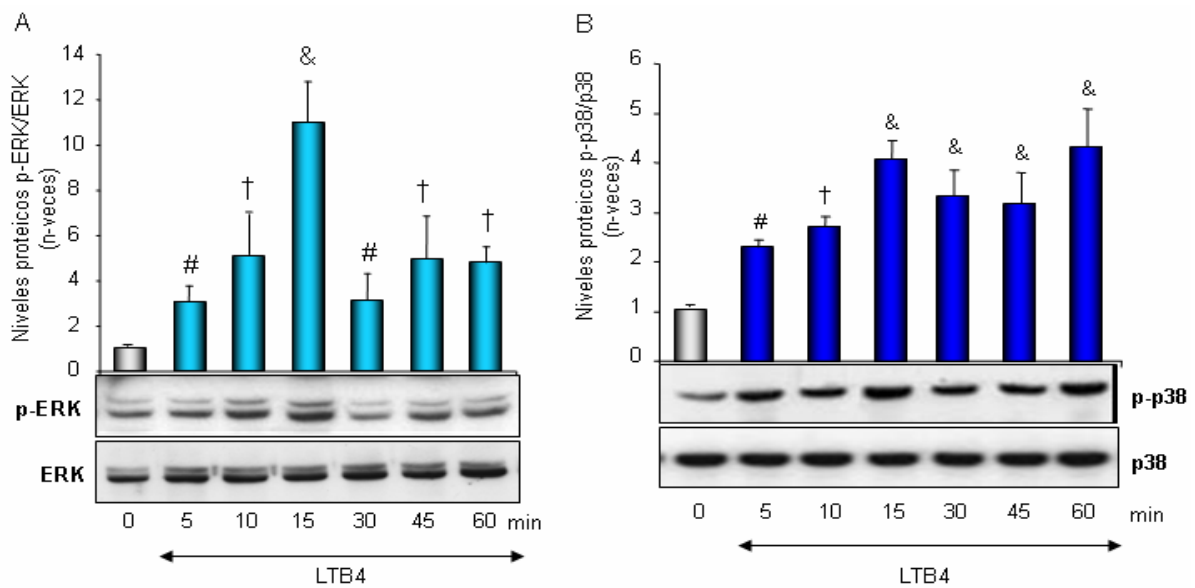 A
Niveles proteicos p-ERK/ERK
(n-veces)
14
12
10
8
6
4
2
0
#
†
&
#
†
†
p-ERK
ERK
0 5 10 15 30 45 60 min
LTB4
B
Niveles proteicos p-p38/p38
(n-veces)
6
5
4
3
2
1
0
#
†
&
&
&
&
p-p38
p38
0 5 10 15 30 45 60 min
LTB4